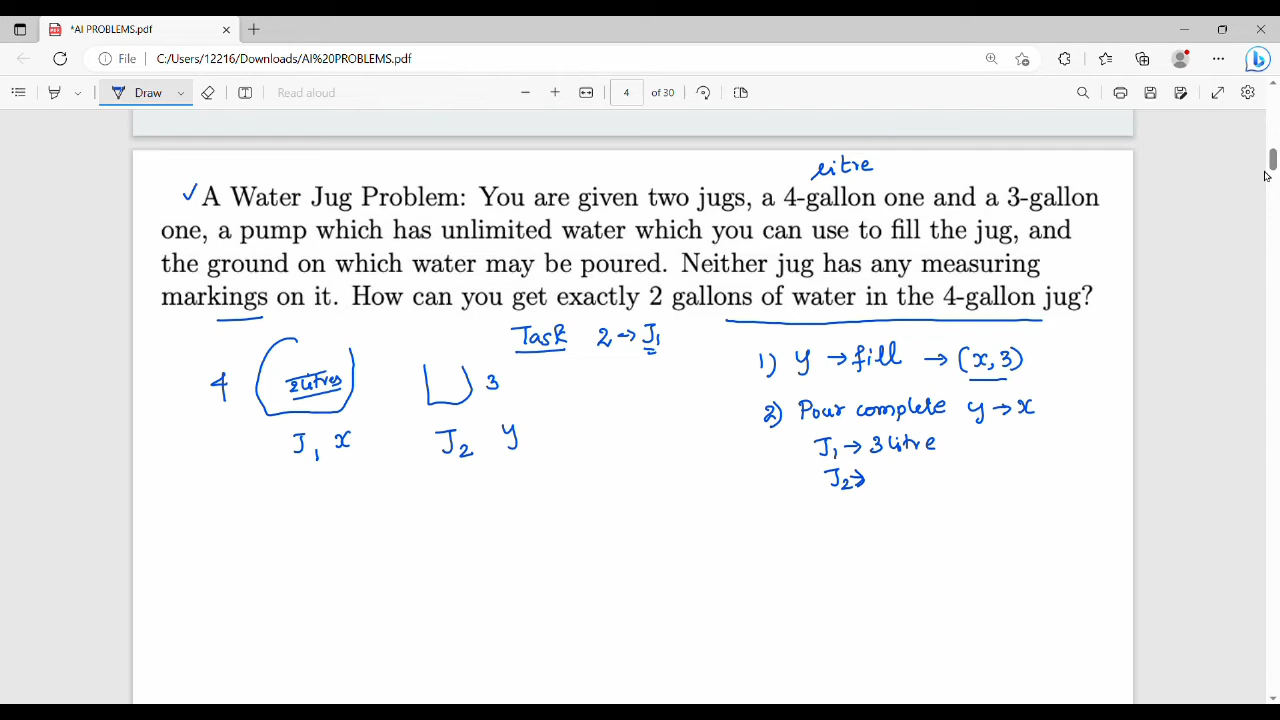 *AI PROBLEMS.pdf
File C:/Users/12216/Downloads/AI%20PROBLEMS.pdf
Draw Read aloud 4 of 30
litre
A Water Jug Problem: You are given two jugs, a 4-gallon one and a 3-gallon
one, a pump which has unlimited water which you can use to fill the jug, and
the ground on which water may be poured. Neither jug has any measuring
markings on it. How can you get exactly 2 gallons of water in the 4-gallon jug?
Task 2 → J1
4 2 litres 3
J1 x J2 y
1) y → fill → (x, 3)
2) Pour complete y → x
J1 → 3 litre
J2 →